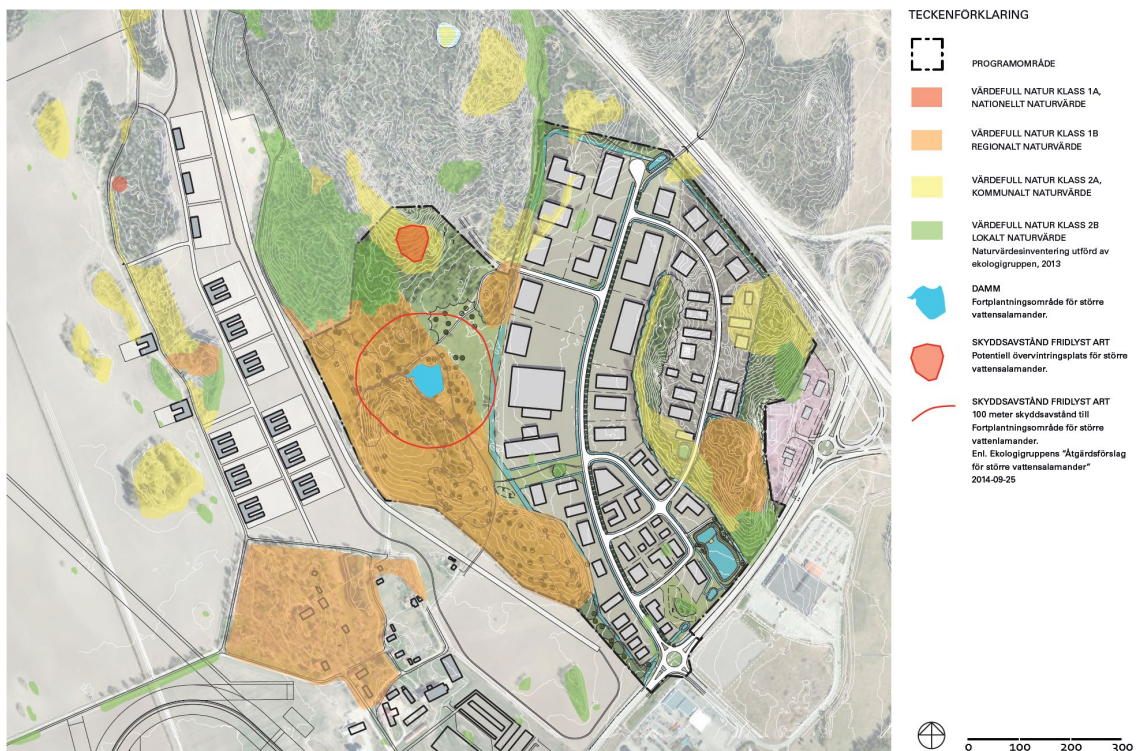 TECKENFÖRKLARING
PROGRAMOMRÅDE
VÄRDEFULL NATUR KLASS 1A,
NATIONELLT NATURVÄRDE
VÄRDEFULL NATUR KLASS 1B
REGIONALT NATURVÄRDE
VÄRDEFULL NATUR KLASS 2A,
KOMMUNALT NATURVÄRDE
VÄRDEFULL NATUR KLASS 2B
LOKALT NATURVÄRDE
Naturvärdesinventering utförd av
ekologigruppen, 2013
DAMM
Fortplantningsområde för större
vattensalamander.
SKYDDSAVSTÅND FRIDLYST ART
Potentiell övervintringsplats för större
vattensalamander.
SKYDDSAVSTÅND FRIDLYST ART
100 meter skyddsavstånd till
Fortplantningsområde för större
vattenlamander.
Enl. Ekologigruppens "Åtgärdsförslag
för större vattensalamander"
2014-09-25
0 100 200 300